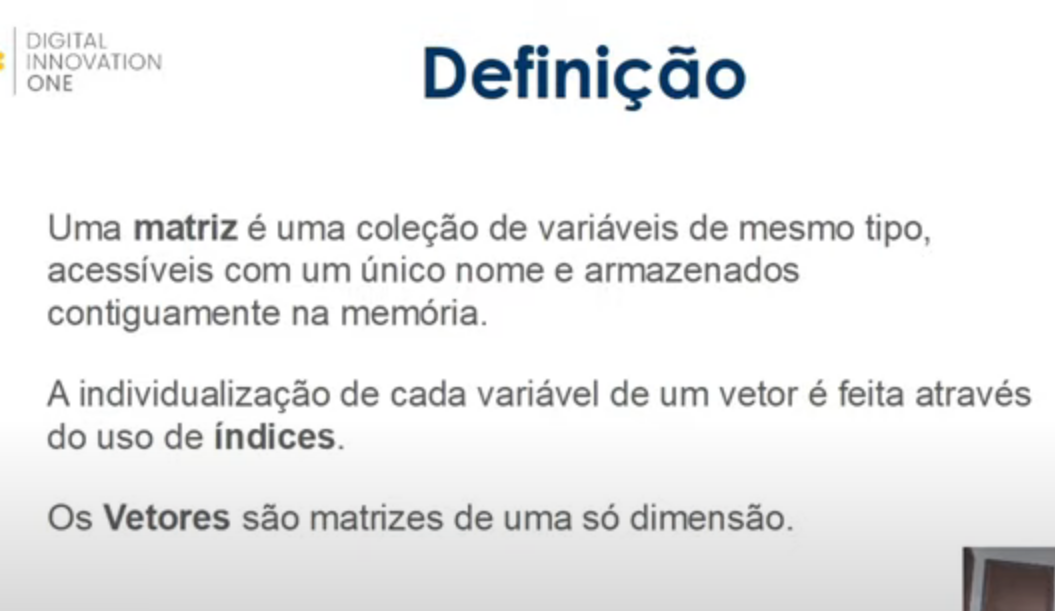 DIGITAL
INNOVATION
ONE
Definição
Uma matriz é uma coleção de variáveis de mesmo tipo,
acessíveis com um único nome e armazenados
contiguamente na memória.
A individualização de cada variável de um vetor é feita através
do uso de índices.
Os Vetores são matrizes de uma só dimensão.